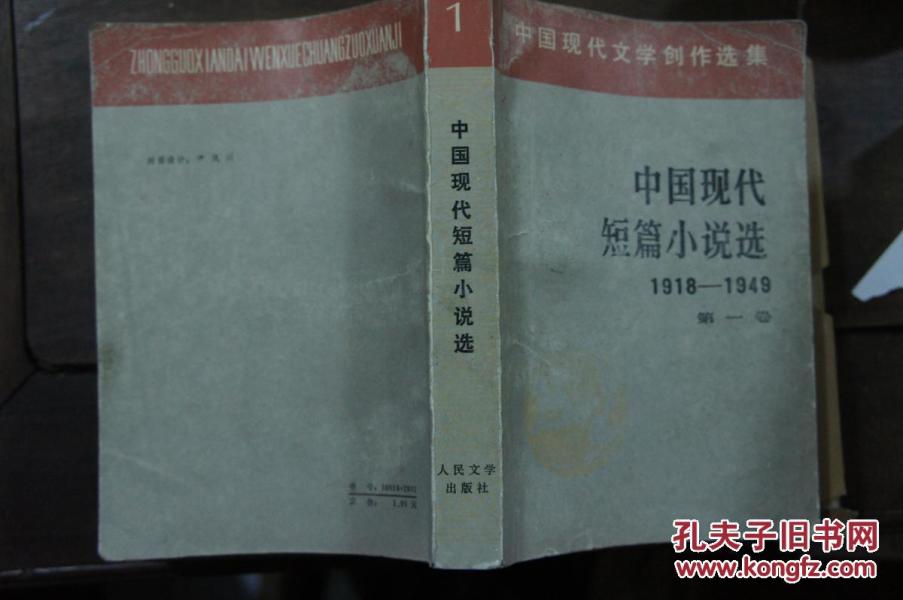 ZHONGGUOXIANDAIWENXUECHUANGZUOXUANJI
1
中国现代短篇小说选
人民文学
出版社
中国现代文学创作选集
中国现代
短篇小说选
1918—1949
第一卷
孔夫子旧书网
www.kongfz.com